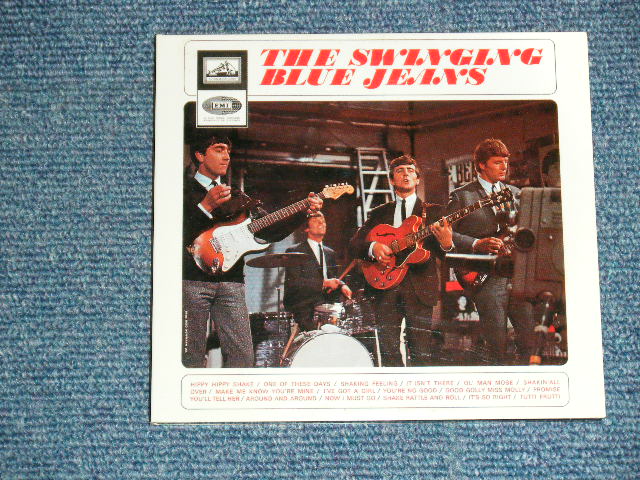 THE SWINGING
BLUE JEANS
EMI
HIPPY HIPPY SHAKE / ONE OF THESE DAYS / SHAKING FEELING / IT ISN'T THERE / OL' MAN MOSE / SHAKIN' ALL
OVER / MAKE ME KNOW YOU'RE MINE / I'VE GOT A GIRL / YOU'RE NO GOOD / GOOD GOLLY MISS MOLLY / PROMISE
YOU'LL TELL HER / AROUND AND AROUND / NOW I MUST GO / SHAKE RATTLE AND ROLL / IT'S SO RIGHT / TUTTI FRUTTI